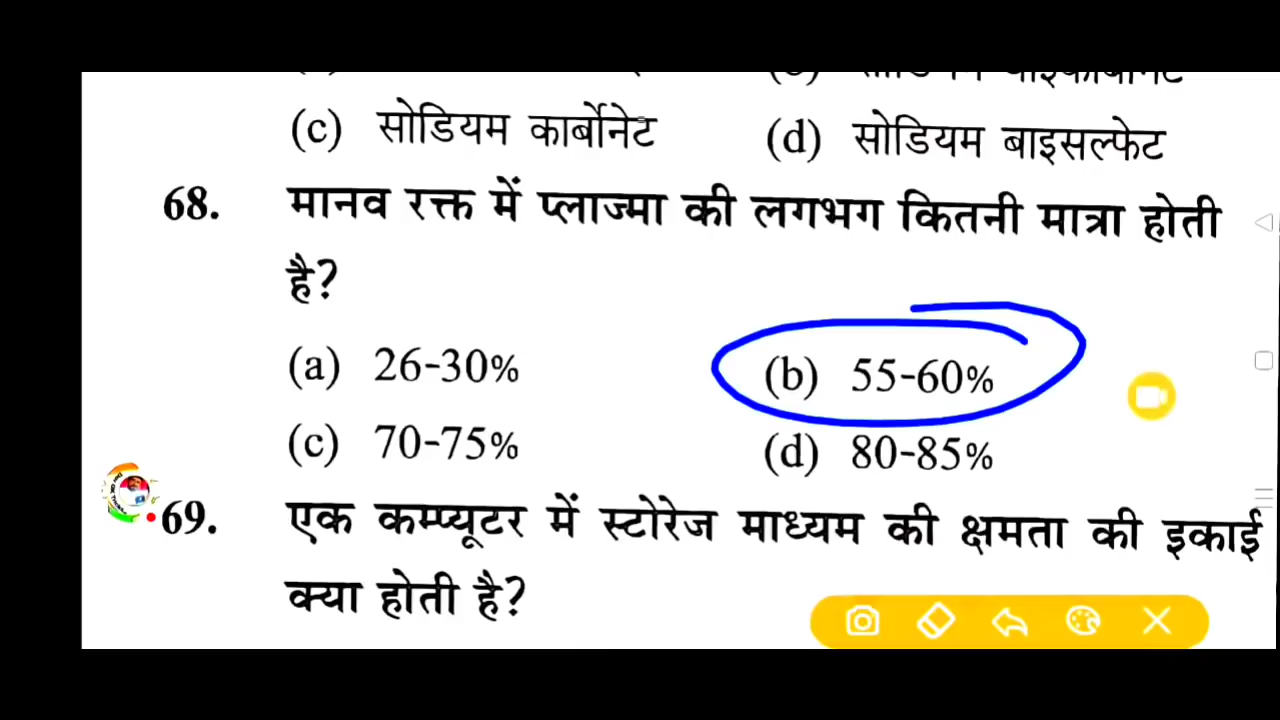 (c) सोडियम कार्बोनेट (d) सोडियम बाइसल्फेट
68. मानव रक्त में प्लाज्मा की लगभग कितनी मात्रा होती
है?
(a) 26-30% (b) 55-60%
(c) 70-75% (d) 80-85%
69. एक कम्प्यूटर में स्टोरेज माध्यम की क्षमता की इकाई
क्या होती है?